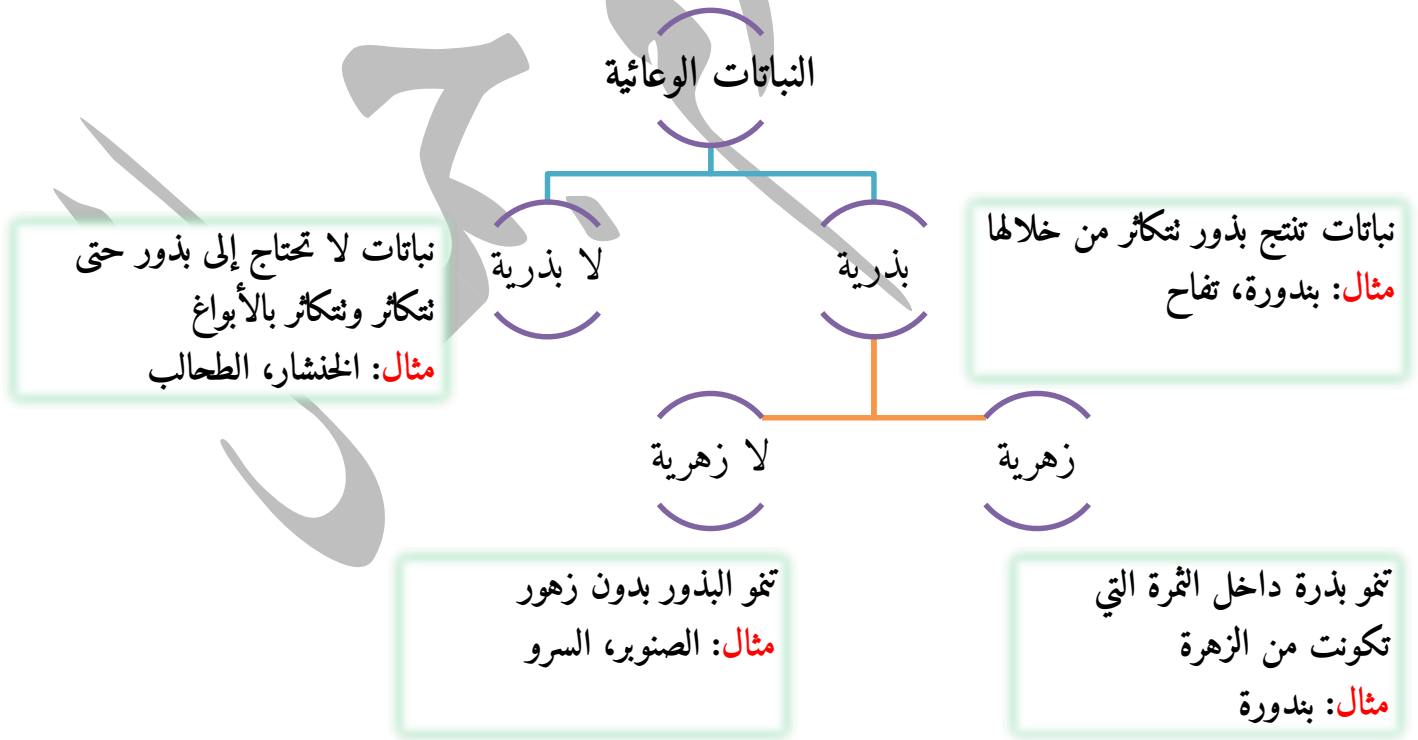 النباتات الوعائية
بذرية
لا بذرية
نباتات تنتج بذور تتكاثر من خلالها
مثال: بندورة، تفاح
نباتات لا تحتاج إلى بذور حتى
تتكاثر وتتكاثر بالأبواغ
مثال: الخنشار، الطحالب
زهرية
لا زهرية
تنمو بذرة داخل الثمرة التي
تكونت من الزهرة
مثال: بندورة
تنمو البذور بدون زهور
مثال: الصنوبر، السرو